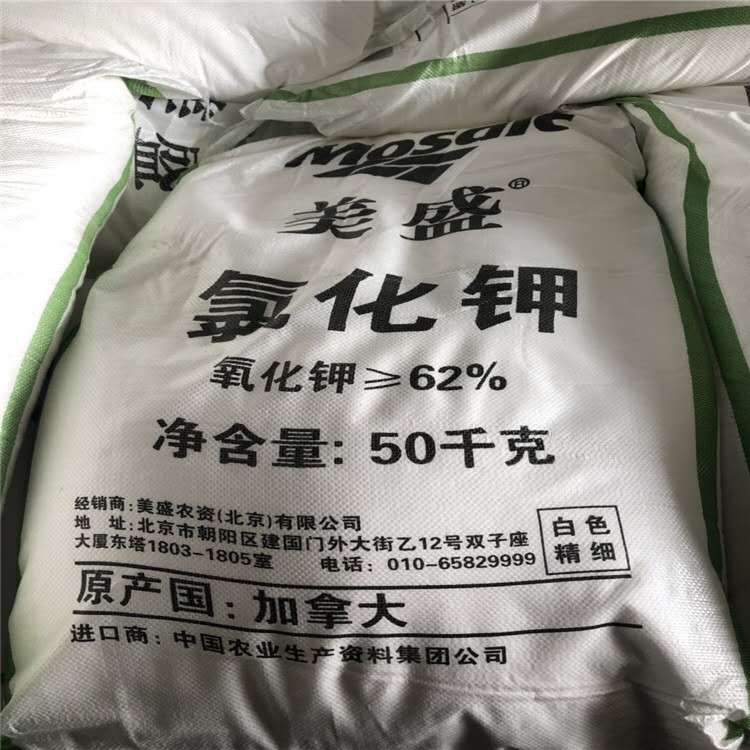 Mosaic
美盛®
氯化钾
氧化钾≥62%
净含量: 50千克
经销商:美盛农资(北京)有限公司
地 址:北京市朝阳区建国门外大街乙12号双子座
大厦东塔1803-1805室 电话: 010-65829999
白色
精细
原产国: 加拿大
进口商: 中国农业生产资料集团公司
盛